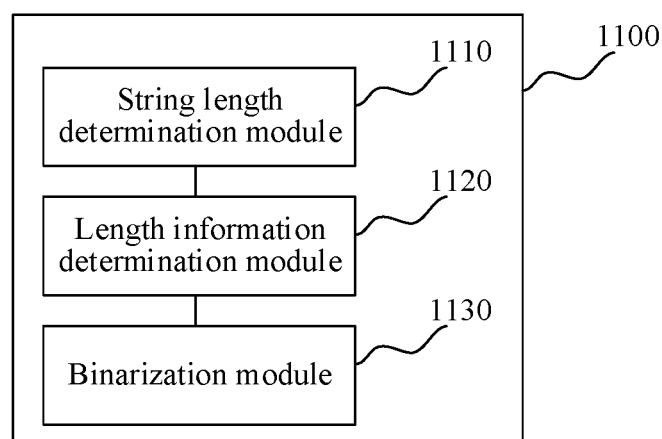 1100
1110
String length
determination module
1120
Length information
determination module
1130
Binarization module